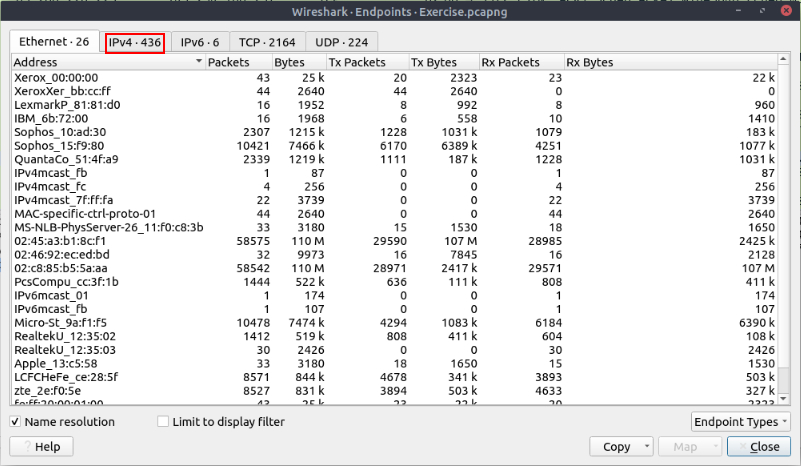 Wireshark · Endpoints · Exercise.pcapng
Ethernet · 26 IPv4 · 436 IPv6 · 6 TCP · 2164 UDP · 224
Address Packets Bytes Tx Packets Tx Bytes Rx Packets Rx Bytes
Xerox_00:00:00 43 25 k 20 2323 23 22 k
XeroxXer_bb:cc:ff 44 2640 44 2640 0 0
LexmarkP_81:81:d0 16 1952 8 992 8 960
IBM_6b:72:00 16 1968 6 558 10 1410
Sophos_10:ad:30 2307 1215 k 1228 1031 k 1079 183 k
Sophos_15:f9:80 10421 7466 k 6170 6389 k 4251 1077 k
QuantaCo_51:4f:a9 2339 1219 k 1111 187 k 1228 1031 k
IPv4mcast_fb 1 87 0 0 1 87
IPv4mcast_fc 4 256 0 0 4 256
IPv4mcast_7f:ff:fa 22 3739 0 0 22 3739
MAC-specific-ctrl-proto-01 44 2640 0 0 44 2640
MS-NLB-PhysServer-26_11:f0:c8:3b 33 3180 15 1530 18 1650
02:45:a3:b1:8c:f1 58575 110 M 29590 107 M 28985 2425 k
02:46:92:ec:ed:bd 32 9973 16 7845 16 2128
02:c8:85:b5:5a:aa 58542 110 M 28971 2417 k 29571 107 M
PcsCompu_cc:3f:1b 1444 522 k 636 111 k 808 411 k
IPv6mcast_01 1 174 0 0 1 174
IPv6mcast_fb 1 107 0 0 1 107
Micro-St_9a:f1:f5 10478 7474 k 4294 1083 k 6184 6390 k
RealtekU_12:35:02 1412 519 k 808 411 k 604 108 k
RealtekU_12:35:03 30 2426 0 0 30 2426
Apple_13:c5:58 33 3180 18 1650 15 1530
LCFCHeFe_ce:28:5f 8571 844 k 4678 341 k 3893 503 k
zte_2e:f0:5e 8527 831 k 3894 503 k 4633 327 k
fe:ff:20:00:01:00 43 25 k 23 22 k 20 2323
Name resolution Limit to display filter Endpoint Types
Help Copy Map Close